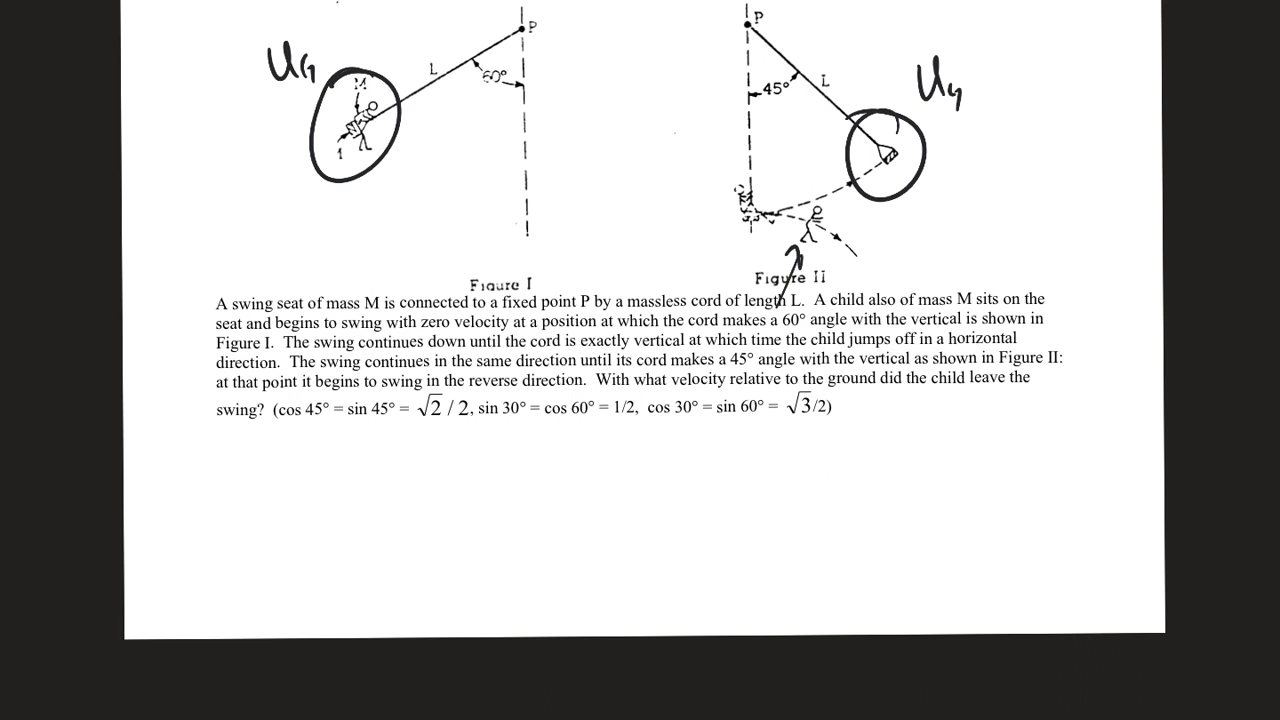 P
P
UG
L
60°
M
1
45°
L
Ug
Figure I
Figure II
A swing seat of mass M is connected to a fixed point P by a massless cord of length L. A child also of mass M sits on the
seat and begins to swing with zero velocity at a position at which the cord makes a 60° angle with the vertical is shown in
Figure I. The swing continues down until the cord is exactly vertical at which time the child jumps off in a horizontal
direction. The swing continues in the same direction until its cord makes a 45° angle with the vertical as shown in Figure II:
at that point it begins to swing in the reverse direction. With what velocity relative to the ground did the child leave the
swing? (cos 45° = sin 45° = √2 / 2, sin 30° = cos 60° = 1/2, cos 30° = sin 60° = √3/2)